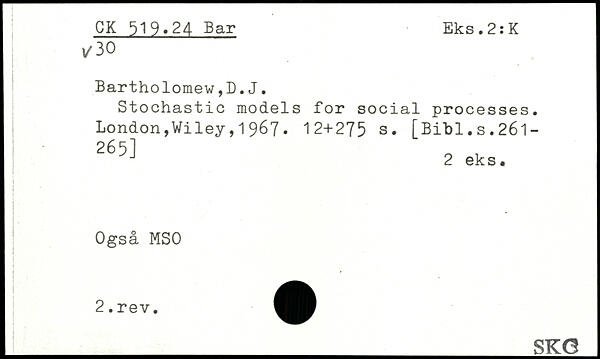 CK 519.24 Bar Eks.2:K
v 30
Bartholomew,D.J.
Stochastic models for social processes.
London,Wiley,1967. 12+275 s. [Bibl.s.261-
265]
2 eks.
Også MSO
2.rev.